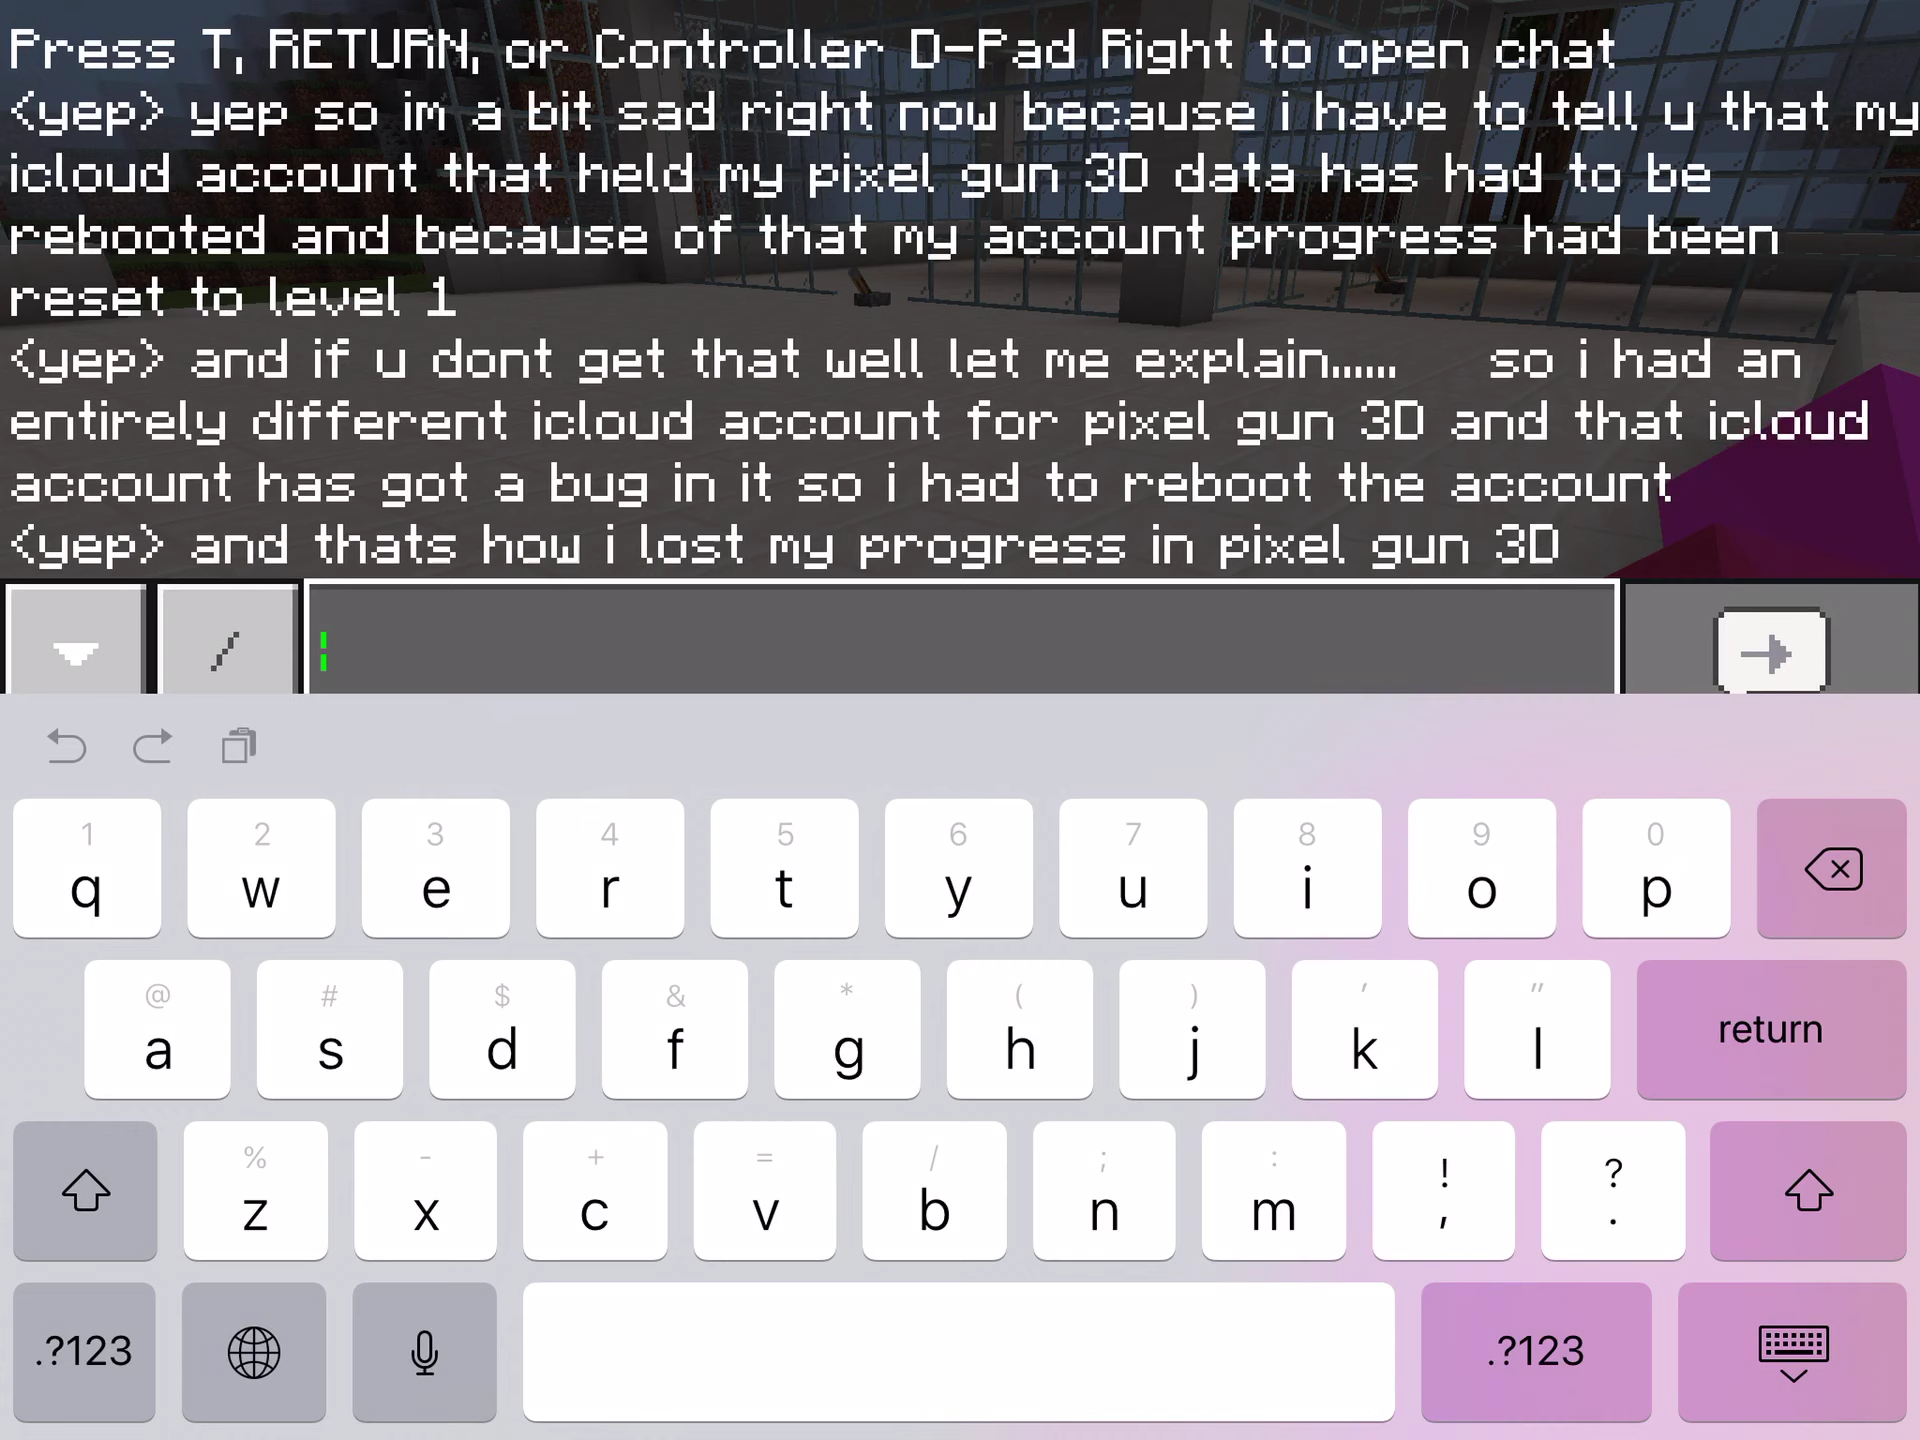 Press T, RETURN, or Controller D-Pad Right to open chat
<yep> yep so im a bit sad right now because i have to tell u that my
icloud account that held my pixel gun 3D data has had to be
rebooted and because of that my account progress had been
reset to level 1
<yep> and if u dont get that well let me explain...... so i had an
entirely different icloud account for pixel gun 3D and that icloud
account has got a bug in it so i had to reboot the account
<yep> and thats how i lost my progress in pixel gun 3D
/
1 2 3 4 5 6 7 8 9 0
q w e r t y u i o p
@ # $ & * ( ) ' "
a s d f g h j k l return
% - + = / ; : ! ?
z x c v b n m , .
.?123 .?123